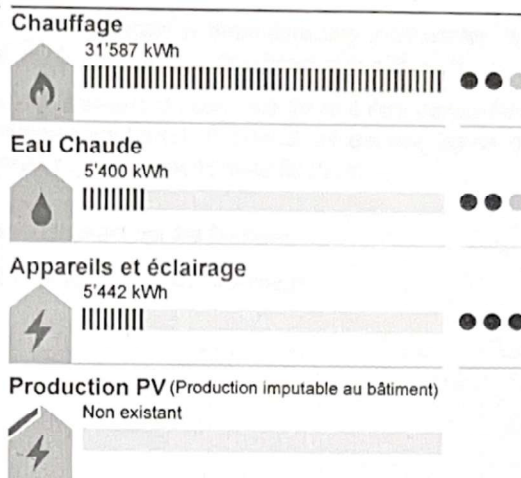 Chauffage
31'587 kWh
Eau Chaude
5'400 kWh
Appareils et éclairage
5'442 kWh
Production PV (Production imputable au bâtiment)
Non existant